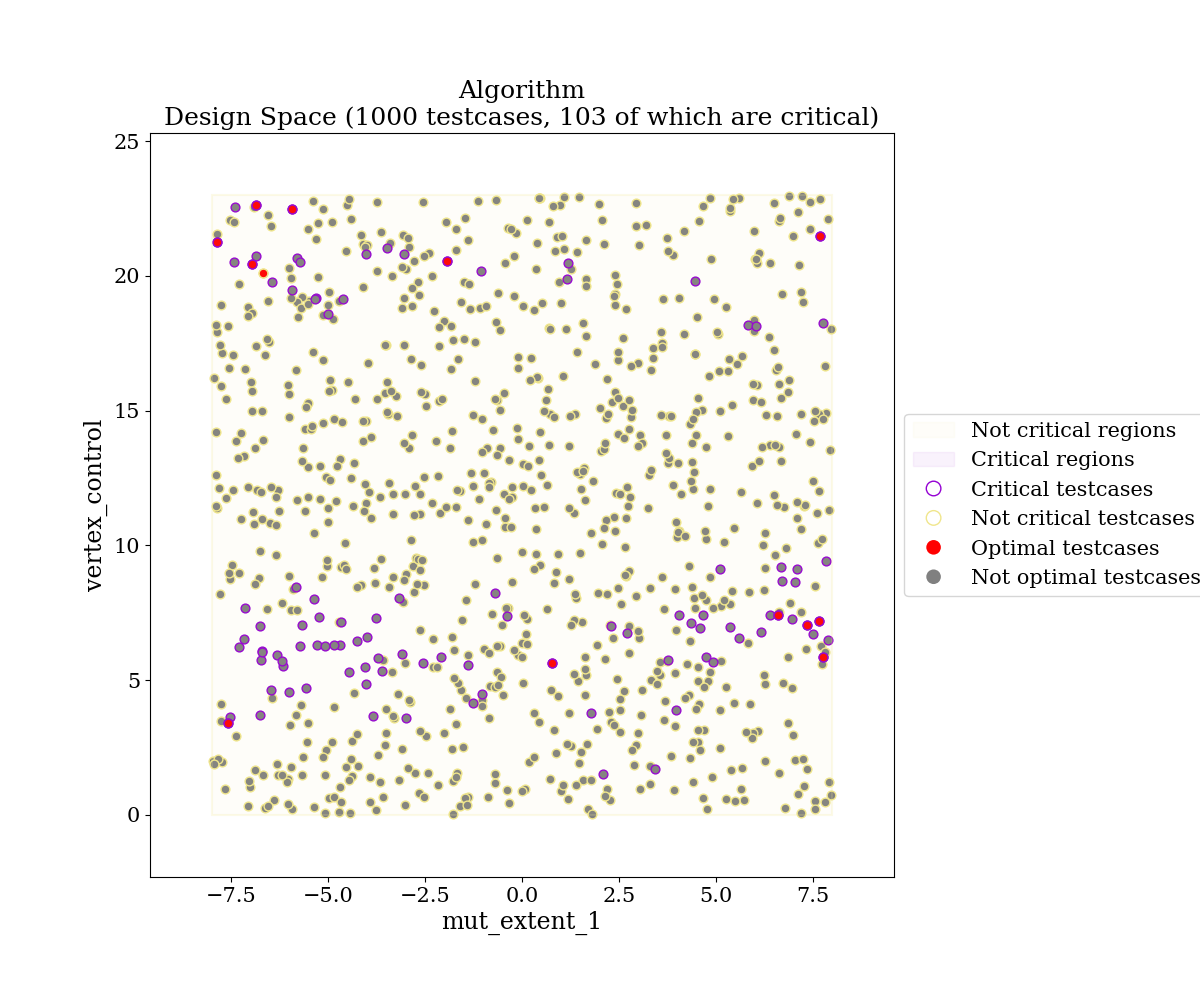 Algorithm
Design Space (1000 testcases, 103 of which are critical)
25
20
15
10
5
0
vertex_control
−7.5
−5.0
−2.5
0.0
2.5
5.0
7.5
mut_extent_1
Not critical regions
Critical regions
Critical testcases
Not critical testcases
Optimal testcases
Not optimal testcases